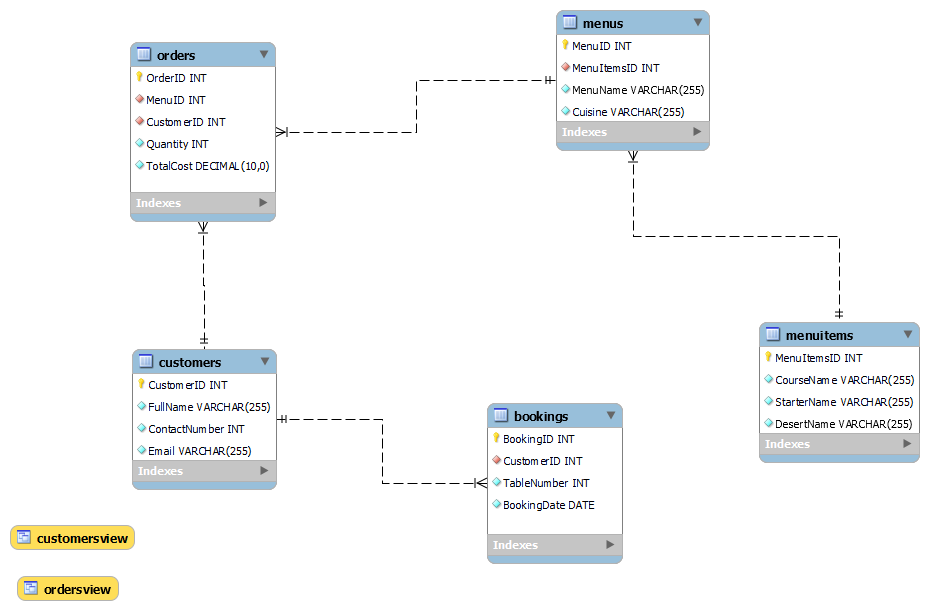 orders
OrderID INT
MenuID INT
CustomerID INT
Quantity INT
TotalCost DECIMAL(10,0)
Indexes
menus
MenuID INT
MenuItemsID INT
MenuName VARCHAR(255)
Cuisine VARCHAR(255)
Indexes
customers
CustomerID INT
FullName VARCHAR(255)
ContactNumber INT
Email VARCHAR(255)
Indexes
bookings
BookingID INT
CustomerID INT
TableNumber INT
BookingDate DATE
Indexes
menuitems
MenuItemsID INT
CourseName VARCHAR(255)
StarterName VARCHAR(255)
DesertName VARCHAR(255)
Indexes
customersview
ordersview